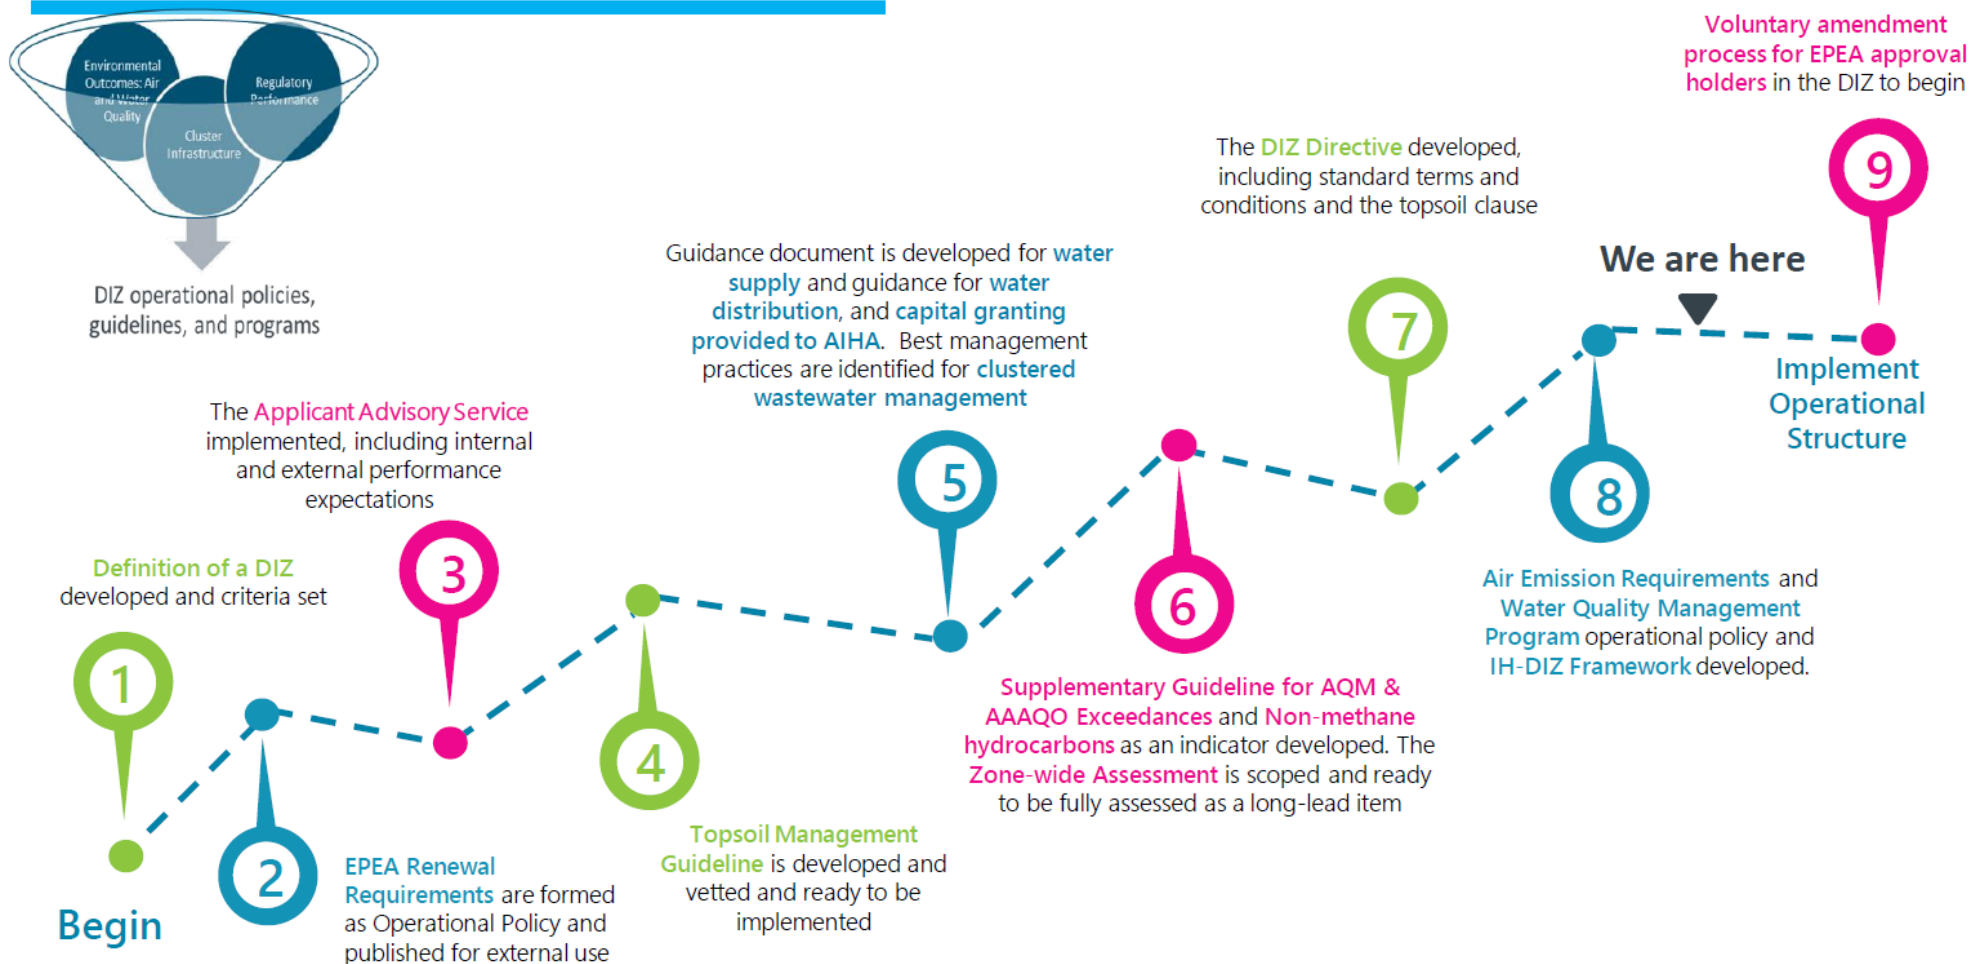 Environmental
Outcomes: Air
and Water
Quality
Regulatory
Performance
Cluster
Infrastructure
DIZ operational policies,
guidelines, and programs
Begin
1
Definition of a DIZ
developed and criteria set
2
EPEA Renewal
Requirements are formed
as Operational Policy and
published for external use
3
The Applicant Advisory Service
implemented, including internal
and external performance
expectations
4
Topsoil Management
Guideline is developed and
vetted and ready to be
implemented
5
Guidance document is developed for water
supply and guidance for water
distribution, and capital granting
provided to AIHA. Best management
practices are identified for clustered
wastewater management
6
Supplementary Guideline for AQM &
AAAQO Exceedances and Non-methane
hydrocarbons as an indicator developed. The
Zone-wide Assessment is scoped and ready
to be fully assessed as a long-lead item
7
The DIZ Directive developed,
including standard terms and
conditions and the topsoil clause
8
Air Emission Requirements and
Water Quality Management
Program operational policy and
IH-DIZ Framework developed.
We are here
9
Voluntary amendment
process for EPEA approval
holders in the DIZ to begin
Implement
Operational
Structure